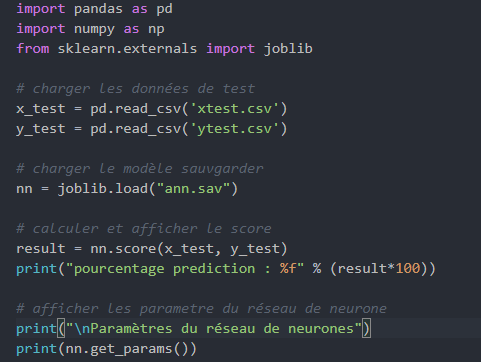 import pandas as pd
import numpy as np
from sklearn.externals import joblib
# charger les données de test
x_test = pd.read_csv('xtest.csv')
y_test = pd.read_csv('ytest.csv')
# charger le modèle sauvgarder
nn = joblib.load("ann.sav")
# calculer et afficher le score
result = nn.score(x_test, y_test)
print("pourcentage prediction : %f" % (result*100))
# afficher les parametre du réseau de neurone
print("\nParamètres du réseau de neurones")
print(nn.get_params())